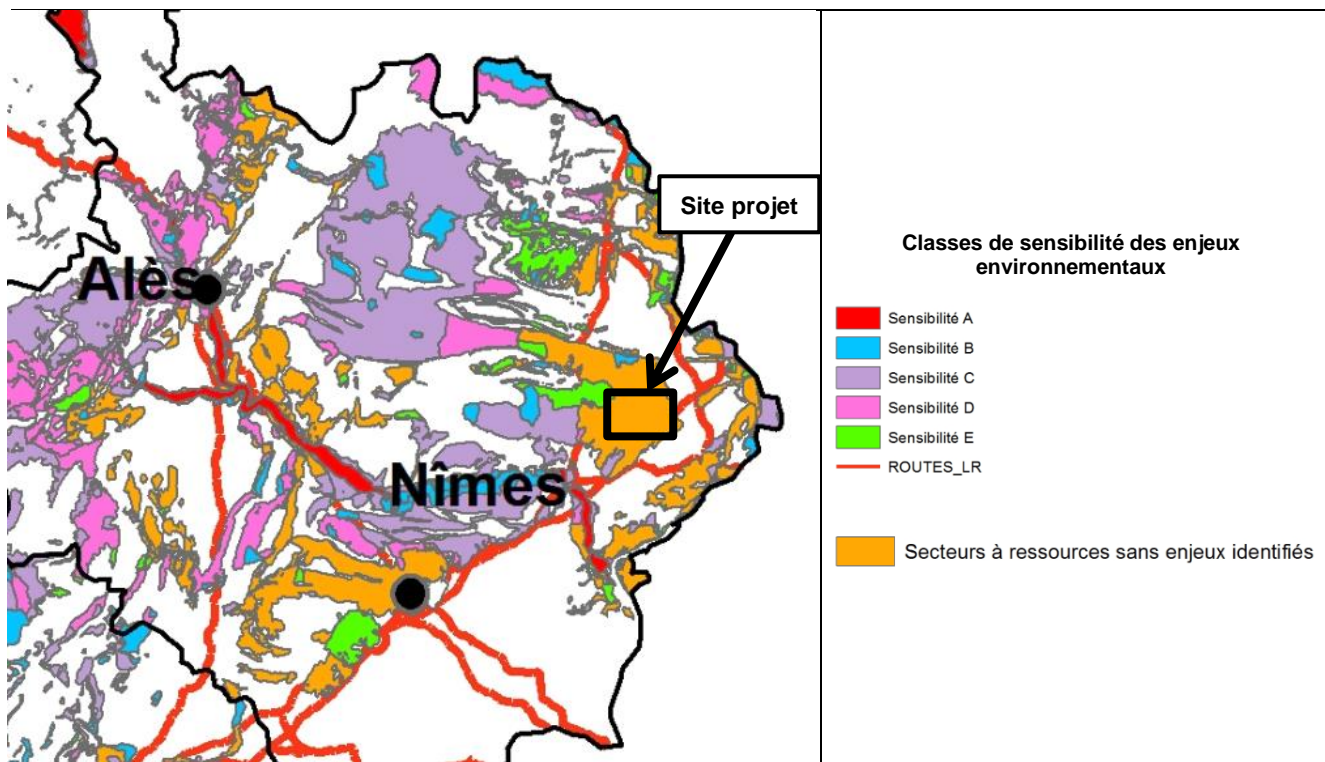 Site projet
Alès
Nîmes
Classes de sensibilité des enjeux
environnementaux
Sensibilité A
Sensibilité B
Sensibilité C
Sensibilité D
Sensibilité E
ROUTES_LR
Secteurs à ressources sans enjeux identifiés